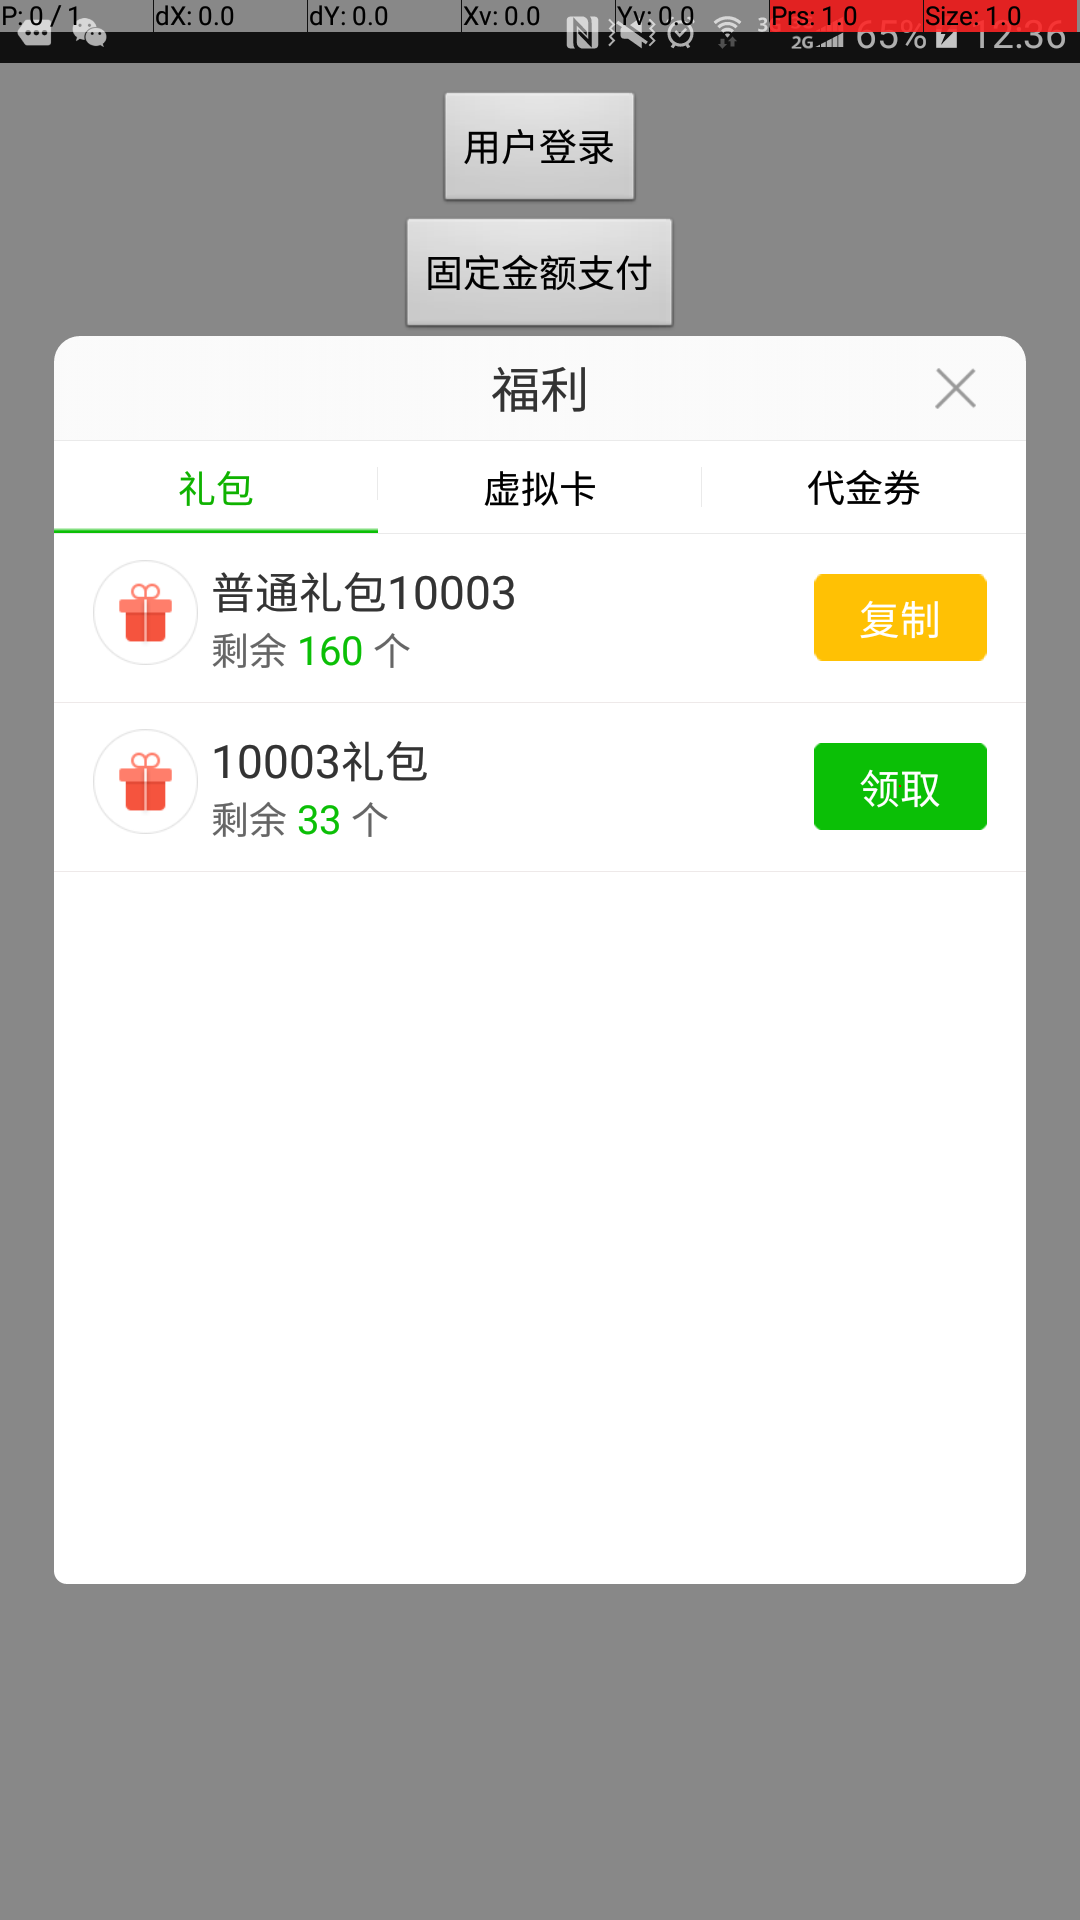 P: 0 / 1 dX: 0.0 dY: 0.0 Xv: 0.0 Yv: 0.0 Prs: 1.0 Size: 1.0
2G 65% 12:36
用户登录
固定金额支付
福利
礼包 虚拟卡 代金券
普通礼包10003
剩余 160 个
复制
10003礼包
剩余 33 个
领取